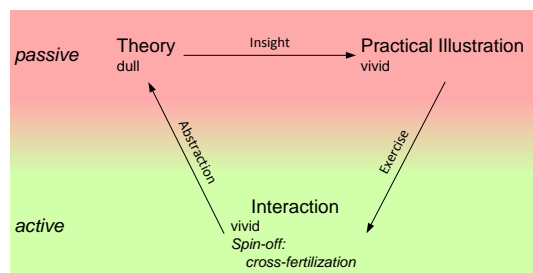 passive
Theory
dull
Insight
Practical Illustration
vivid
Abstraction
Exercise
active
Interaction
vivid
Spin-off:
cross-fertilization